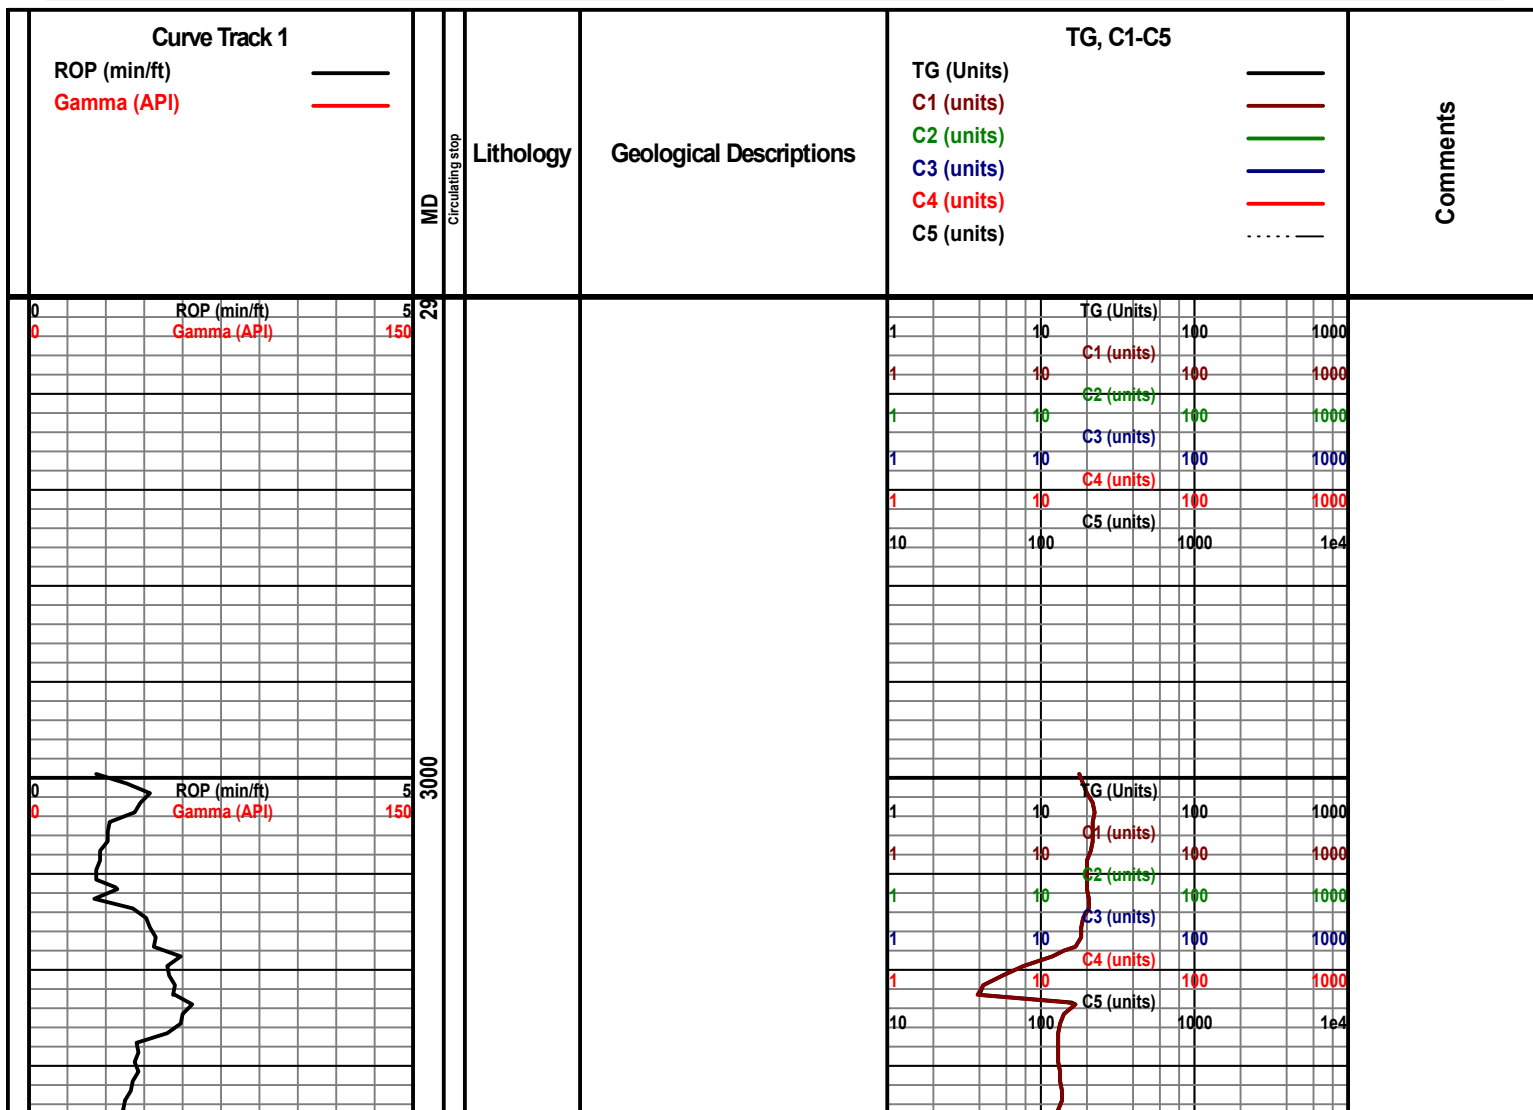 Curve Track 1
ROP (min/ft)
Gamma (API)
MD
Circulating stop
Lithology
Geological Descriptions
TG, C1-C5
TG (Units)
C1 (units)
C2 (units)
C3 (units)
C4 (units)
C5 (units)
Comments
0 ROP (min/ft) 5
0 Gamma (API) 150
29
TG (Units)
1 10 100 1000
C1 (units)
1 10 100 1000
C2 (units)
1 10 100 1000
C3 (units)
1 10 100 1000
C4 (units)
1 10 100 1000
C5 (units)
10 100 1000 1e4
0 ROP (min/ft) 5
0 Gamma (API) 150
3000
TG (Units)
1 10 100 1000
C1 (units)
1 10 100 1000
C2 (units)
1 10 100 1000
C3 (units)
1 10 100 1000
C4 (units)
1 10 100 1000
C5 (units)
10 100 1000 1e4